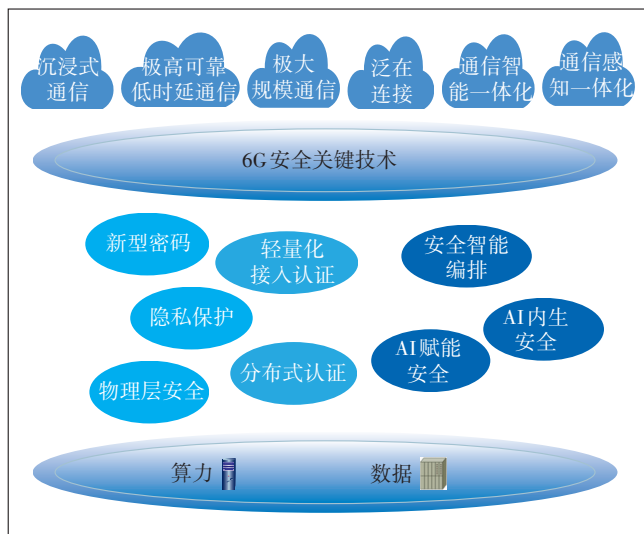 沉浸式
通信
极高可靠
低时延通信
极大
规模通信
泛在
连接
通信智
能一体化
通信感
知一体化
6G安全关键技术
新型密码
轻量化
接入认证
安全智能
编排
隐私保护
AI内生
安全
物理层安全
分布式认证
AI赋能
安全
算力
数据